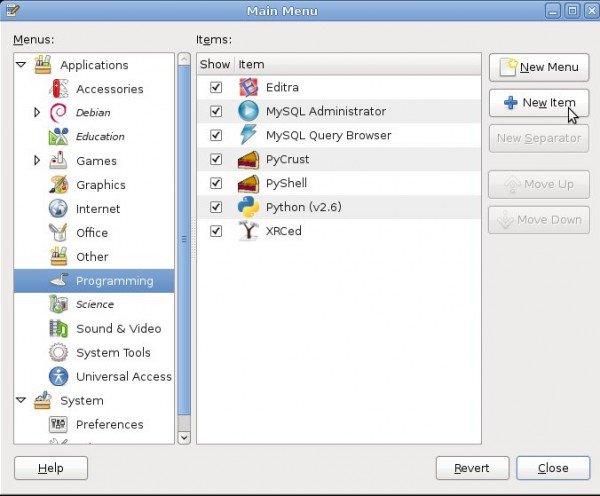 Main Menu
Menus:
Items:
Applications
Accessories
Debian
Education
Games
Graphics
Internet
Office
Other
Programming
Science
Sound & Video
System Tools
Universal Access
System
Preferences
Show Item
Editra
MySQL Administrator
MySQL Query Browser
PyCrust
PyShell
Python (v2.6)
XRCed
New Menu
New Item
New Separator
Move Up
Move Down
Help
Revert
Close